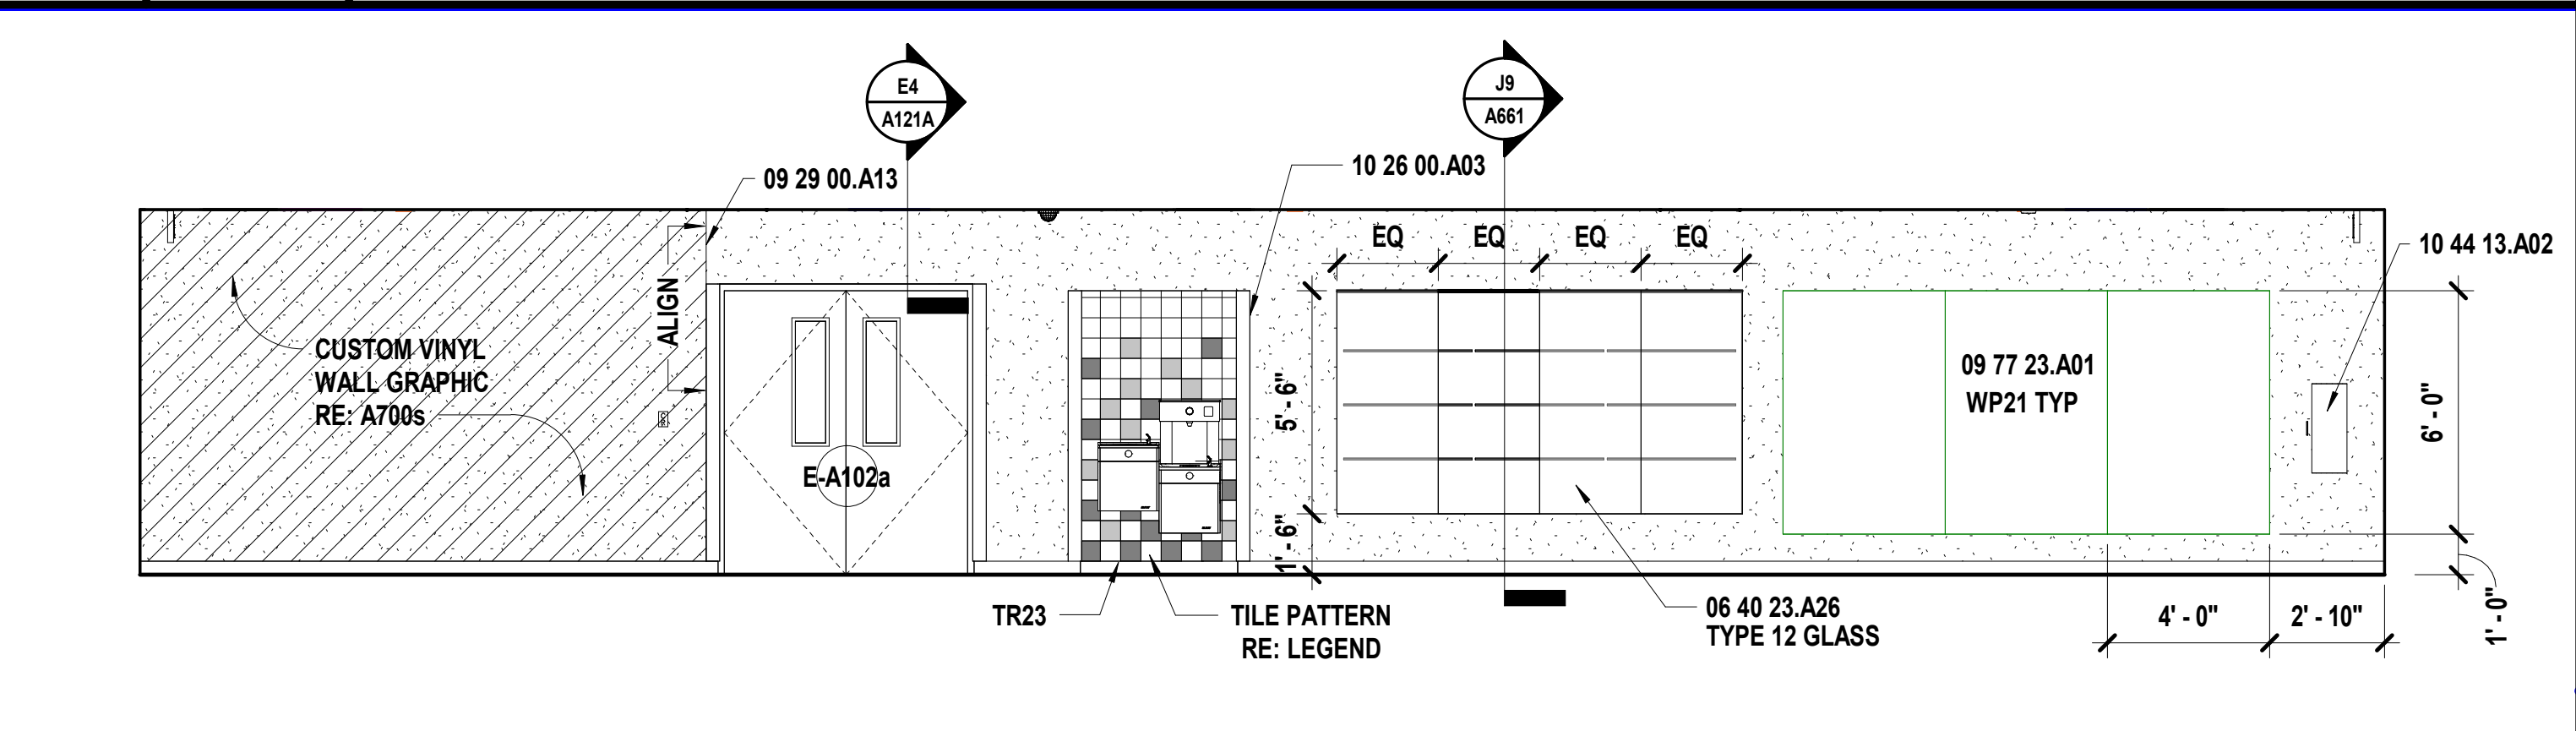 E4
A121A
J9
A661
09 29 00.A13
10 26 00.A03
EQ EQ EQ EQ
10 44 13.A02
ALIGN
CUSTOM VINYL
WALL GRAPHIC
RE: A700s
E-A102a
5' - 6"
1' - 6"
09 77 23.A01
WP21 TYP
6' - 0"
1' - 0"
4' - 0"
2' - 10"
TR23
TILE PATTERN
RE: LEGEND
06 40 23.A26
TYPE 12 GLASS